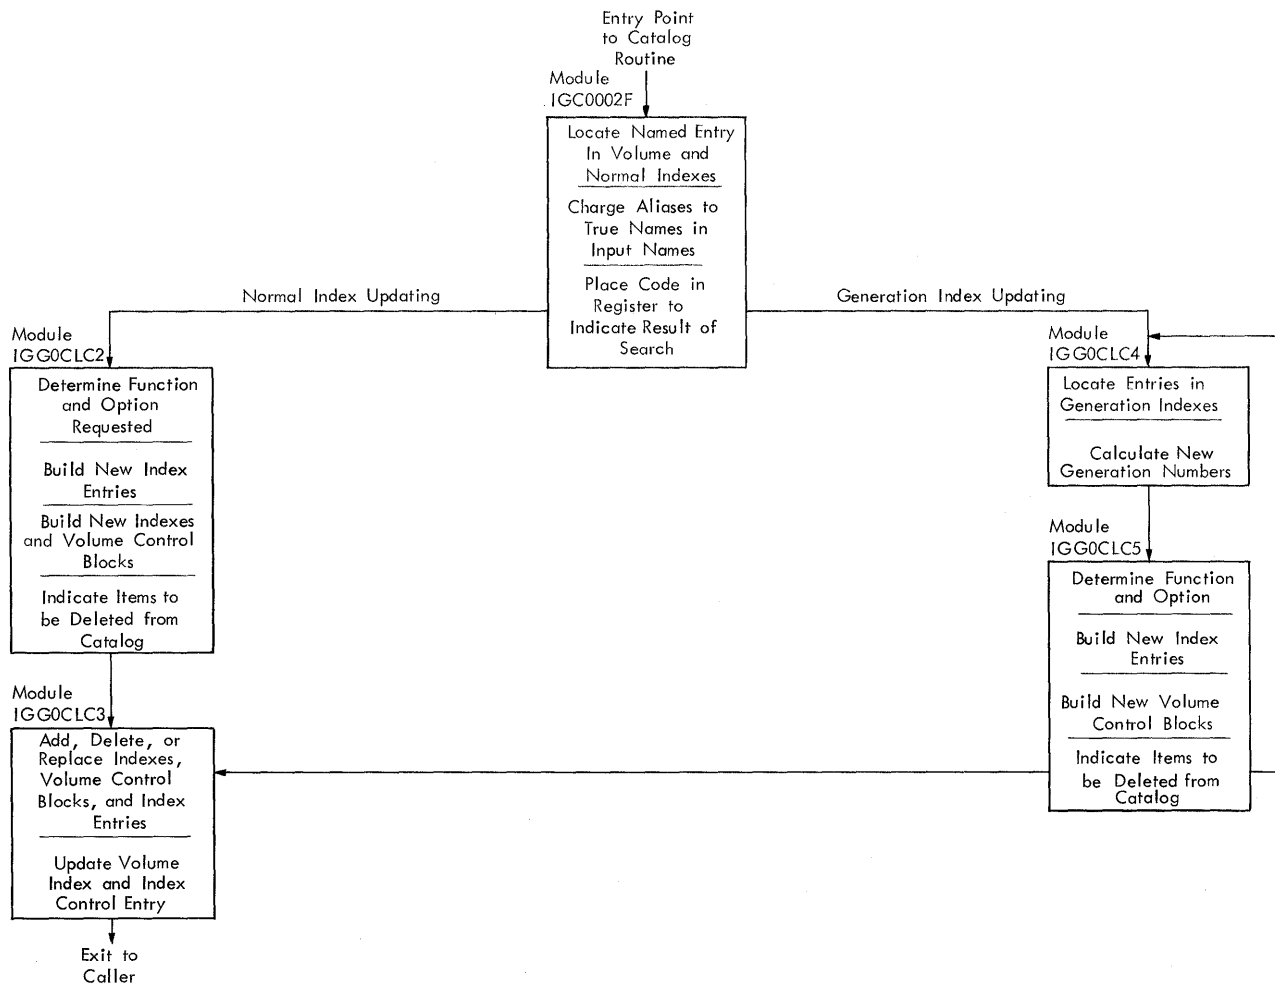 Entry Point
to Catalog
Routine
Module
IGC0002F
Locate Named Entry
In Volume and
Normal Indexes
Charge Aliases to
True Names in
Input Names
Place Code in
Register to
Indicate Result of
Search
Normal Index Updating
Generation Index Updating
Module
IGG0CLC2
Determine Function
and Option
Requested
Build New Index
Entries
Build New Indexes
and Volume Control
Blocks
Indicate Items to
be Deleted from
Catalog
Module
IGG0CLC3
Add, Delete, or
Replace Indexes,
Volume Control
Blocks, and Index
Entries
Update Volume
Index and Index
Control Entry
Exit to
Caller
Module
IGG0CLC4
Locate Entries in
Generation Indexes
Calculate New
Generation Numbers
Module
IGG0CLC5
Determine Function
and Option
Build New Index
Entries
Build New Volume
Control Blocks
Indicate Items to
be Deleted from
Catalog